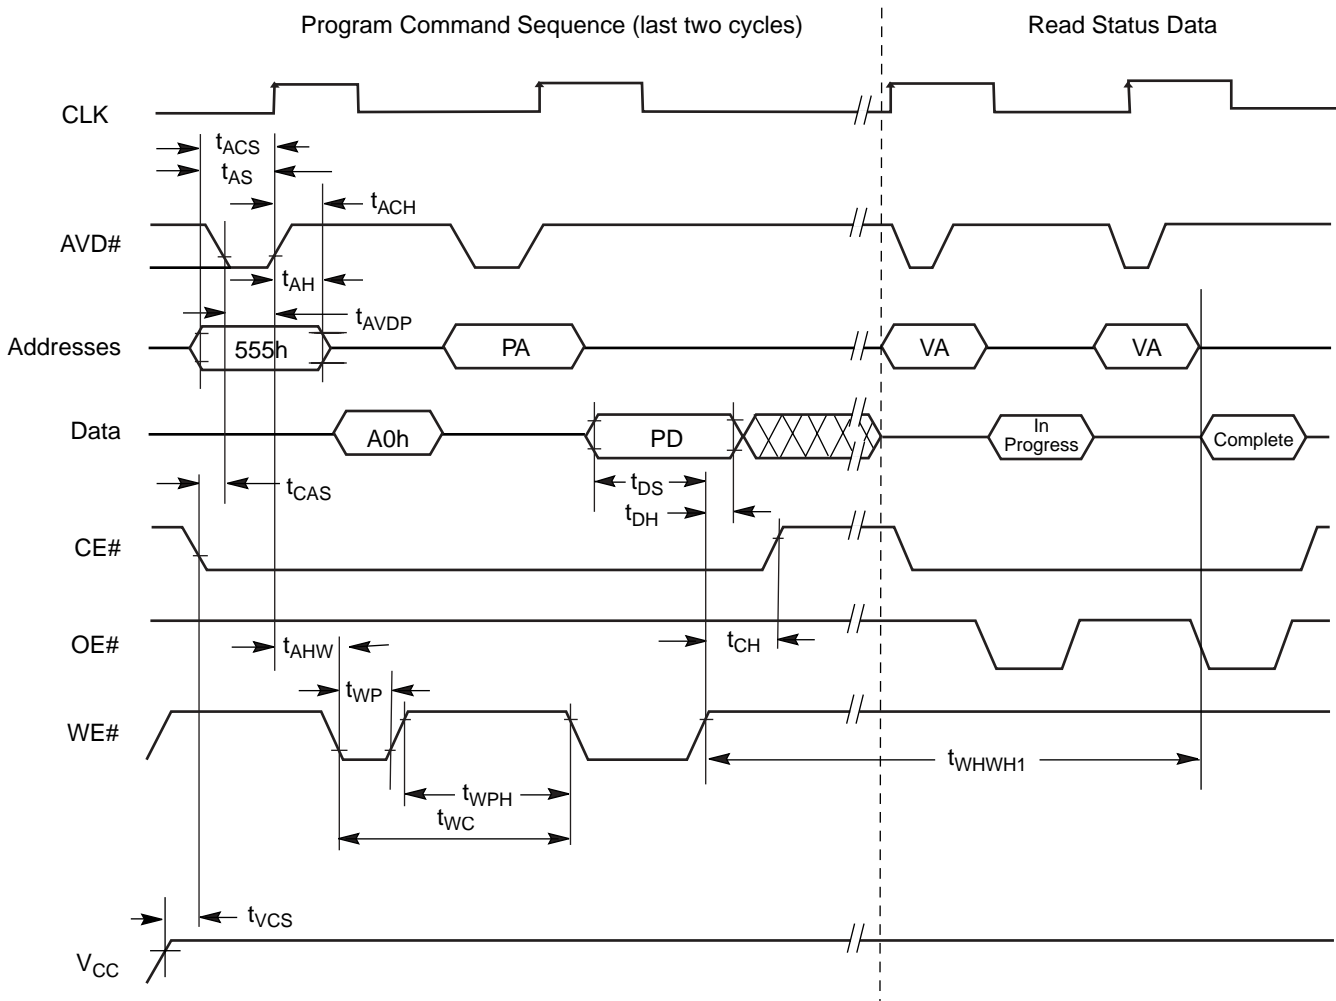 Program Command Sequence (last two cycles) Read Status Data
CLK
tACS
tAS
tACH
AVD#
tAH
tAVDP
Addresses 555h PA VA VA
Data A0h PD In Progress Complete
tCAS tDS
tDH
CE#
OE# tAHW tCH
tWP
WE#
tWHWH1
tWPH
tWC
tVCS
VCC